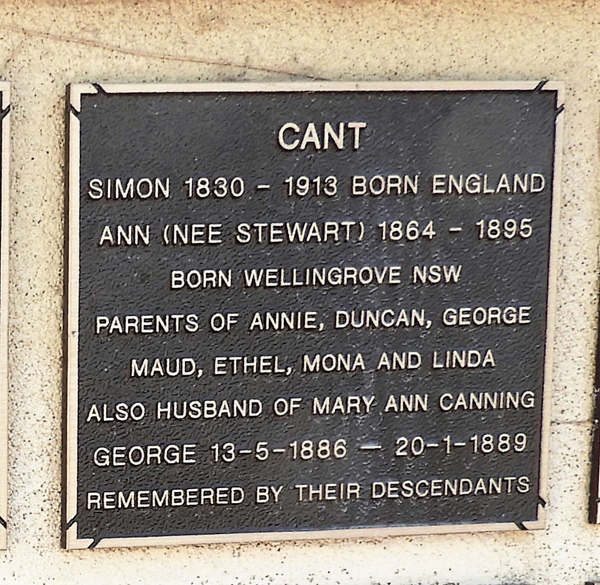 CANT
SIMON 1830 - 1913 BORN ENGLAND
ANN (NEE STEWART) 1864 - 1895
BORN WELLINGROVE NSW
PARENTS OF ANNIE, DUNCAN, GEORGE
MAUD, ETHEL, MONA AND LINDA
ALSO HUSBAND OF MARY ANN CANNING
GEORGE 13-5-1886 — 20-1-1889
REMEMBERED BY THEIR DESCENDANTS